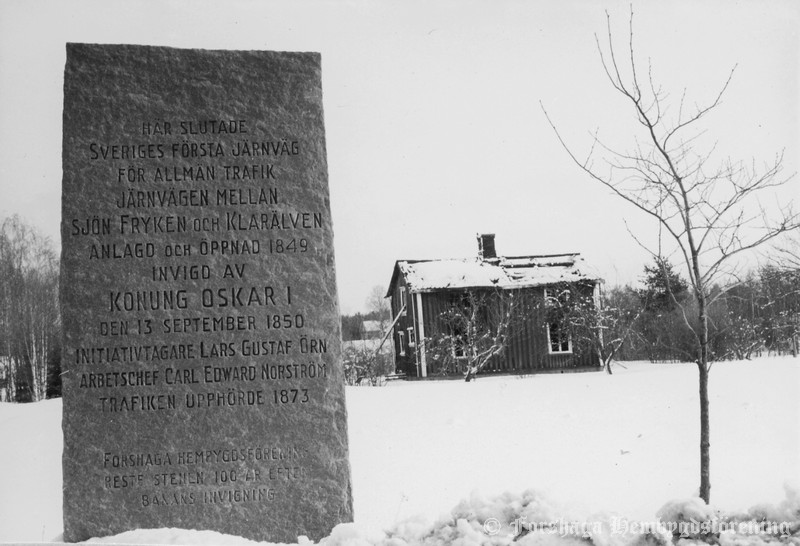 HÄR SLUTADE
SVERIGES FÖRSTA JÄRNVÄG
FÖR ALLMÄN TRAFIK
JÄRNVÄGEN MELLAN
SJÖN FRYKEN OCH KLARÄLVEN
ANLAGD OCH ÖPPNAD 1849
INVIGD AV
KONUNG OSKAR I
DEN 13 SEPTEMBER 1850
INITIATIVTAGARE LARS GUSTAF ÖRN
ARBETSCHEF CARL EDWARD NORSTRÖM
TRAFIKEN UPPHÖRDE 1873
FORSHAGA HEMBYGDSFÖRENING
RESTE STENEN 100 ÅR EFTER
BANANS INVIGNING
© Forshaga Hembygdsförening